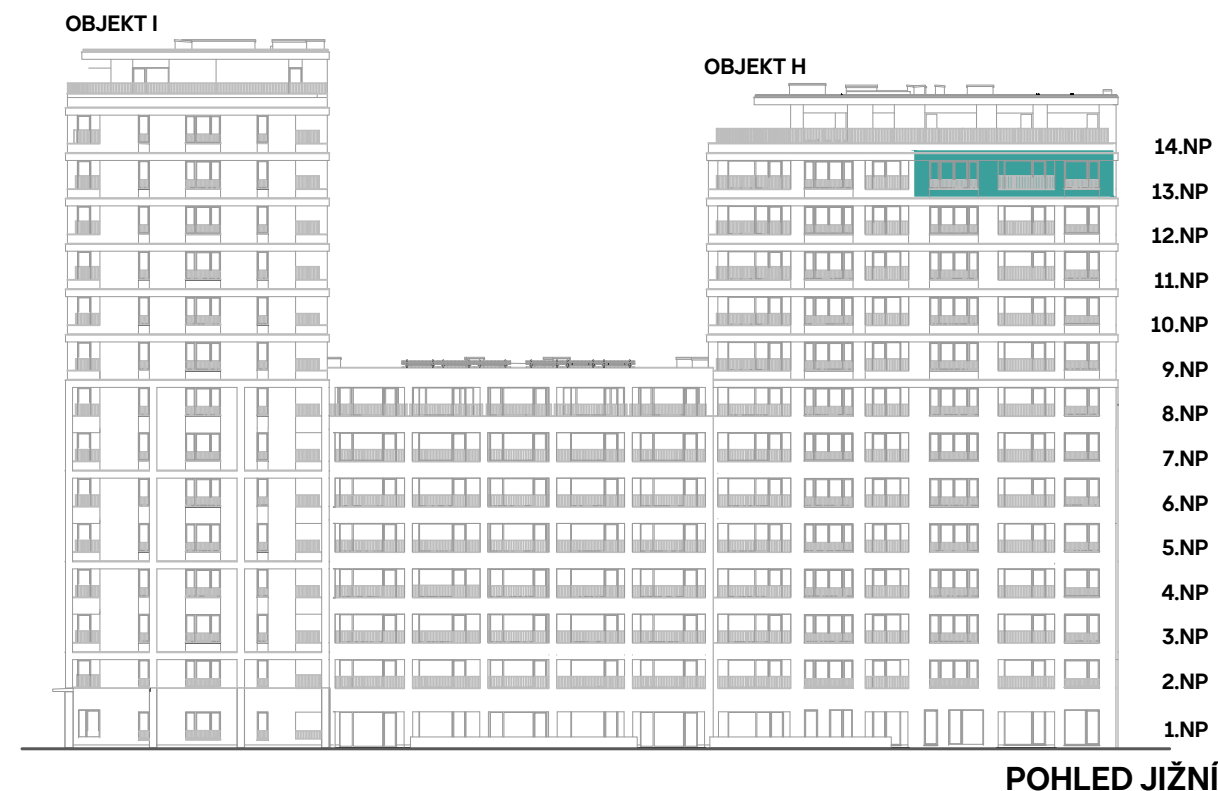 OBJEKT I
OBJEKT H
14.NP
13.NP
12.NP
11.NP
10.NP
9.NP
8.NP
7.NP
6.NP
5.NP
4.NP
3.NP
2.NP
1.NP
POHLED JIŽNÍ